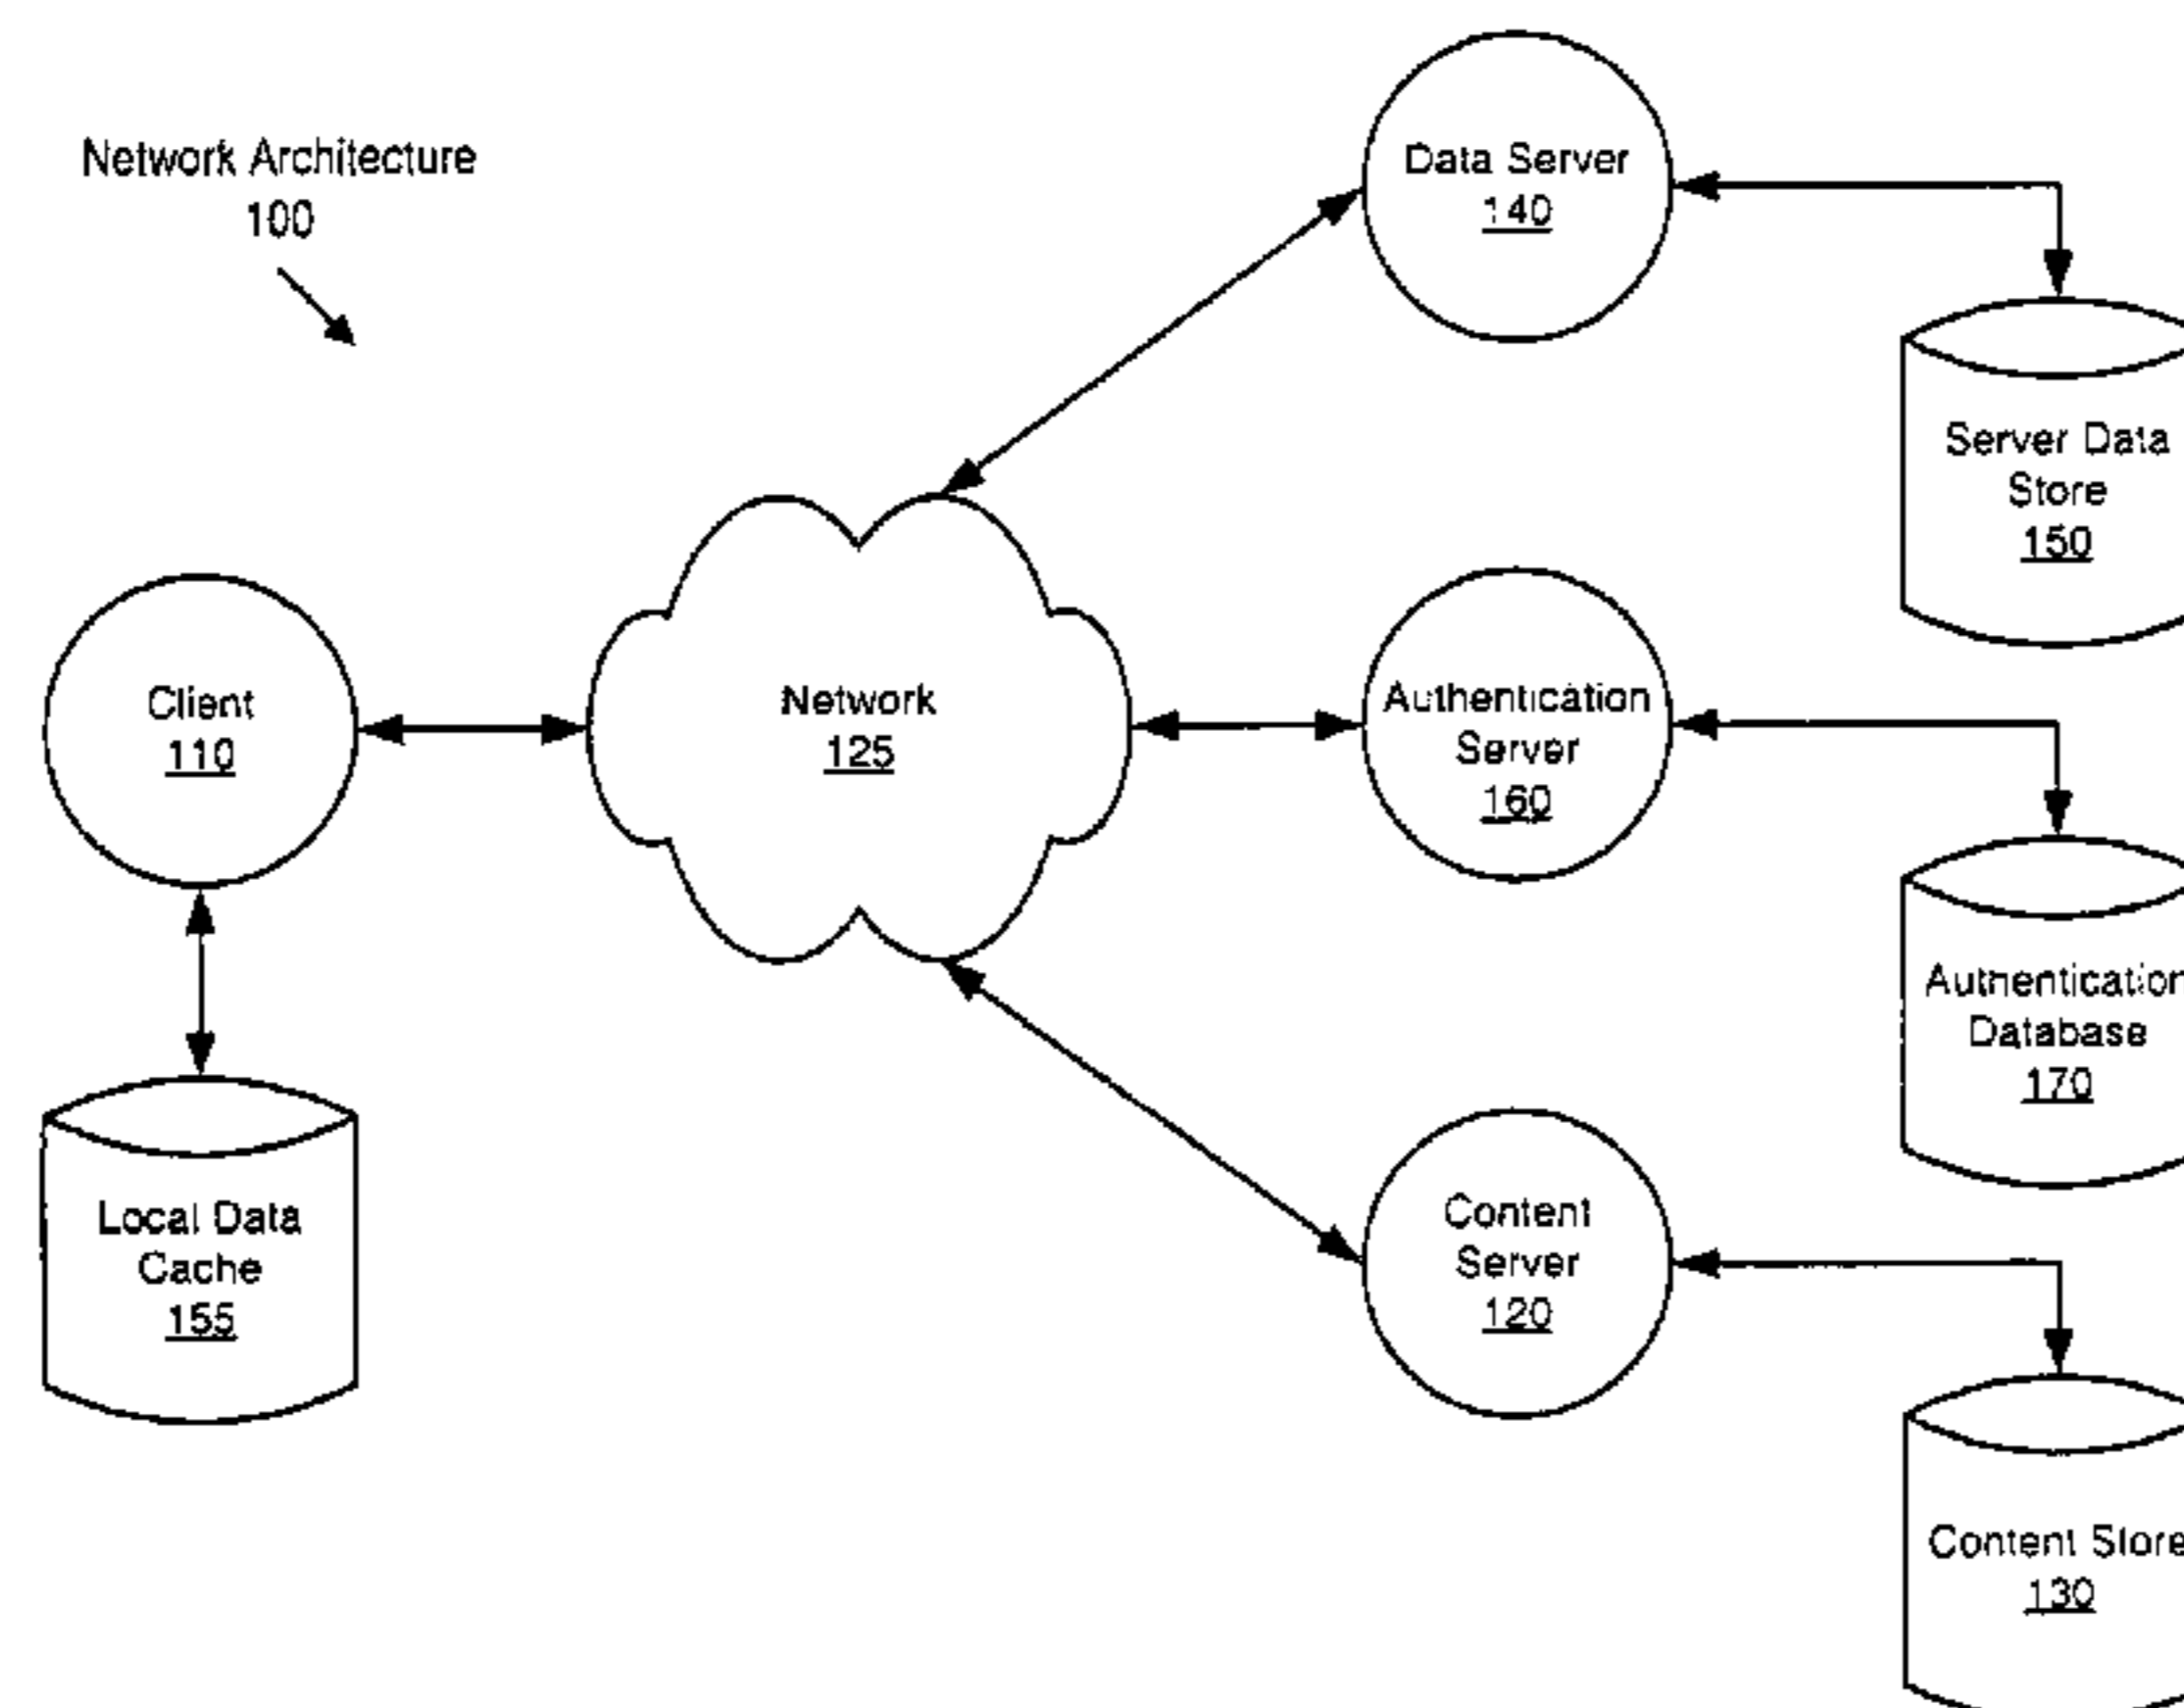 Network Architecture
100
Data Server
140
Server Data
Store
150
Client
110
Network
125
Authentication
Server
160
Authentication
Database
170
Local Data
Cache
155
Content
Server
120
Content Store
130